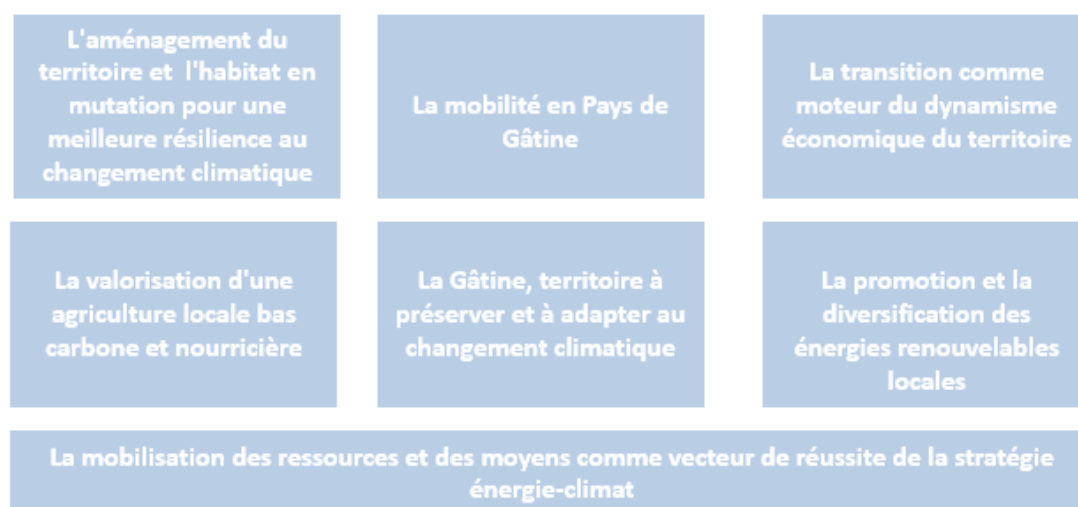 L'aménagement du
territoire et l'habitat en
mutation pour une
meilleure résilience au
changement climatique
La mobilité en Pays de
Gâtine
La transition comme
moteur du dynamisme
économique du territoire
La valorisation d'une
agriculture locale bas
carbone et nourricière
La Gâtine, territoire à
préserver et à adapter au
changement climatique
La promotion et la
diversification des
énergies renouvelables
locales
La mobilisation des ressources et des moyens comme vecteur de réussite de la stratégie
énergie-climat